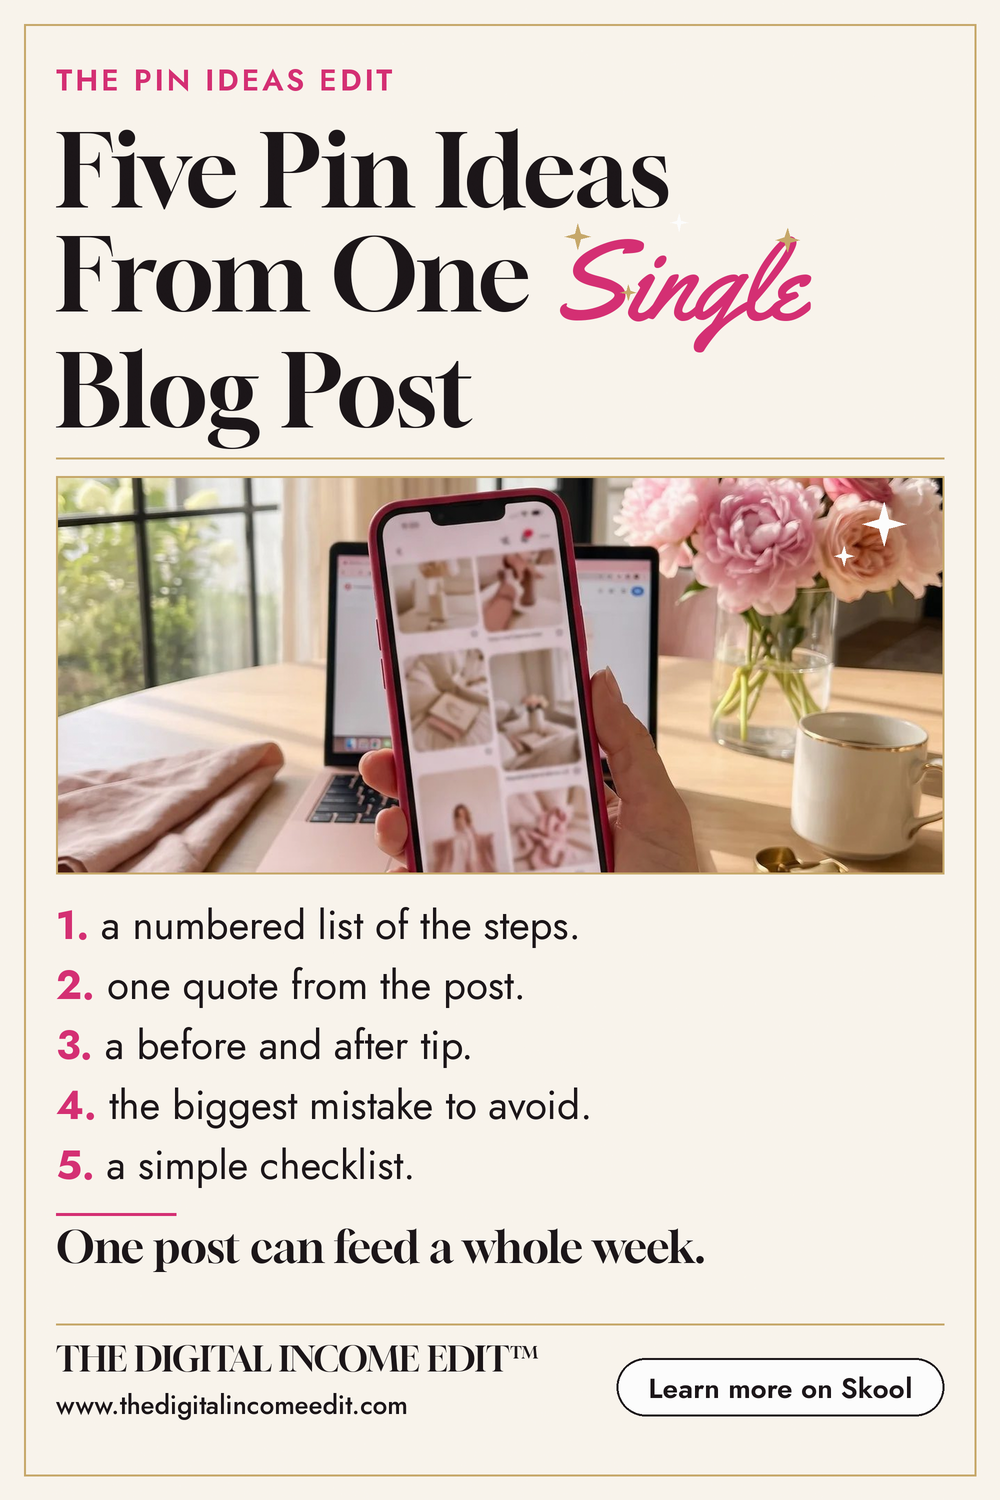 THE PIN IDEAS EDIT
Five Pin Ideas
From One Single
Blog Post
1. a numbered list of the steps.
2. one quote from the post.
3. a before and after tip.
4. the biggest mistake to avoid.
5. a simple checklist.
One post can feed a whole week.
THE DIGITAL INCOME EDIT™
www.thedigitalincomeedit.com
Learn more on Skool